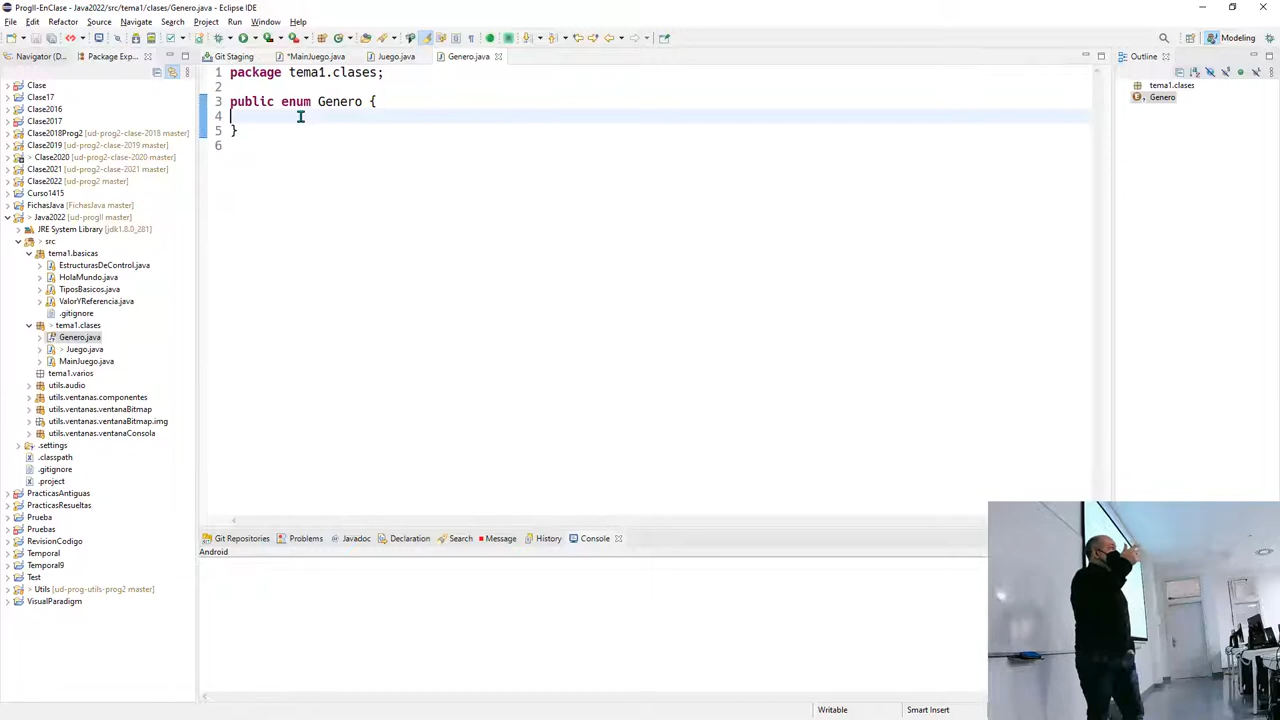 ProgII-EnClase - Java2022/src/tema1/clases/Genero.java - Eclipse IDE
File Edit Refactor Source Navigate Search Project Run Window Help
Navigator (D...
Package Exp...
Git Staging
*MainJuego.java
Juego.java
Genero.java
Outline
Modeling
Clase
Clase17
Clase2016
Clase2017
Clase2018Prog2 [ud-prog2-clase-2018 master]
Clase2019 [ud-prog2-clase-2019 master]
> Clase2020 [ud-prog2-clase-2020 master]
Clase2021 [ud-prog2-clase-2021 master]
Clase2022 [ud-prog2 master]
Curso1415
FichasJava [FichasJava master]
> Java2022 [ud-progII master]
JRE System Library [jdk1.8.0_281]
> src
tema1.basicas
EstructurasDeControl.java
HolaMundo.java
TiposBasicos.java
ValorYReferencia.java
.gitignore
> tema1.clases
Genero.java
> Juego.java
MainJuego.java
tema1.varios
utils.audio
utils.ventanas.componentes
utils.ventanas.ventanaBitmap
utils.ventanas.ventanaBitmap.img
utils.ventanas.ventanaConsola
.settings
.classpath
.gitignore
.project
PracticasAntiguas
PracticasResueltas
Prueba
Pruebas
RevisionCodigo
Temporal
Temporal9
Test
> Utils [ud-prog-utils-prog2 master]
VisualParadigm
1 package tema1.clases;
2
3 public enum Genero {
4
5 }
6
tema1.clases
Genero
Git Repositories
Problems
Javadoc
Declaration
Search
Message
History
Console
Android
Writable
Smart Insert